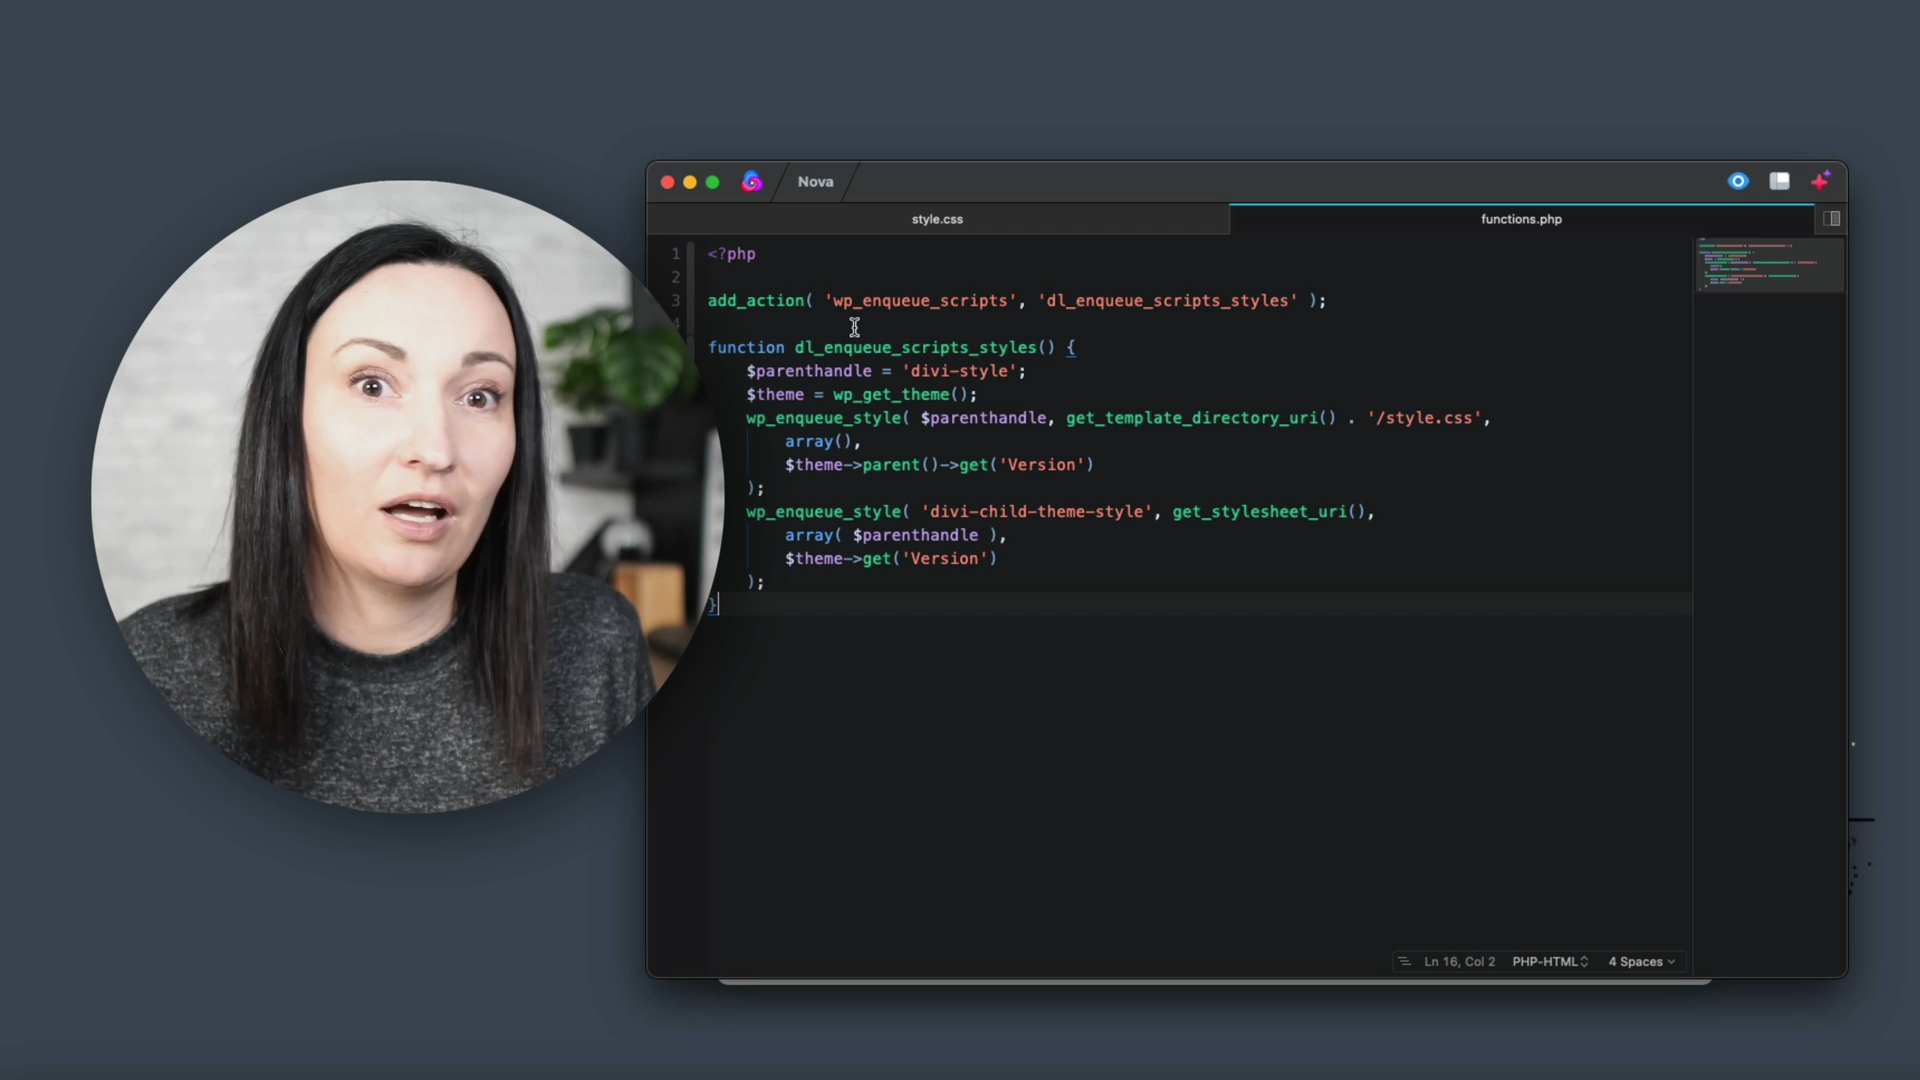 Nova
style.css
functions.php
1 <?php
2
3 add_action( 'wp_enqueue_scripts', 'dl_enqueue_scripts_styles' );
4
function dl_enqueue_scripts_styles() {
$parenthandle = 'divi-style';
$theme = wp_get_theme();
wp_enqueue_style( $parenthandle, get_template_directory_uri() . '/style.css',
array(),
$theme->parent()->get('Version')
);
wp_enqueue_style( 'divi-child-theme-style', get_stylesheet_uri(),
array( $parenthandle ),
$theme->get('Version')
);
}
Ln 16, Col 2 PHP-HTML 4 Spaces